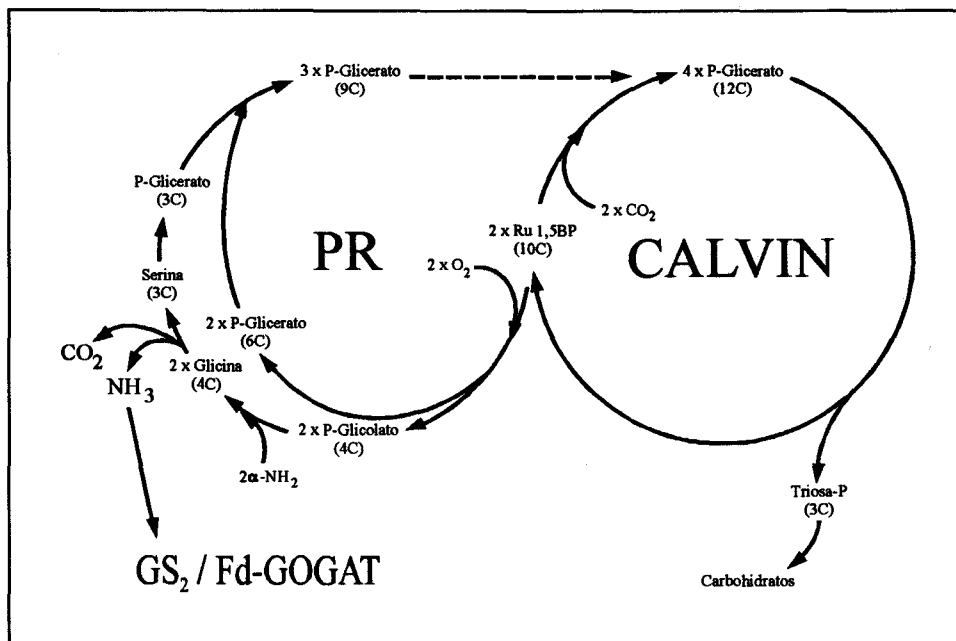 3 x P-Glicerato
(9C)
4 x P-Glicerato
(12C)
P-Glicerato
(3C)
2 x CO₂
PR
2 x Ru 1,5BP
(10C)
CALVIN
2 x O₂
Serina
(3C)
2 x P-Glicerato
(6C)
CO₂
2 x Glicina
(4C)
NH₃
2 x P-Glicolato
(4C)
2α-NH₂
Triosa-P
(3C)
GS₂ / Fd-GOGAT
Carbohidratos